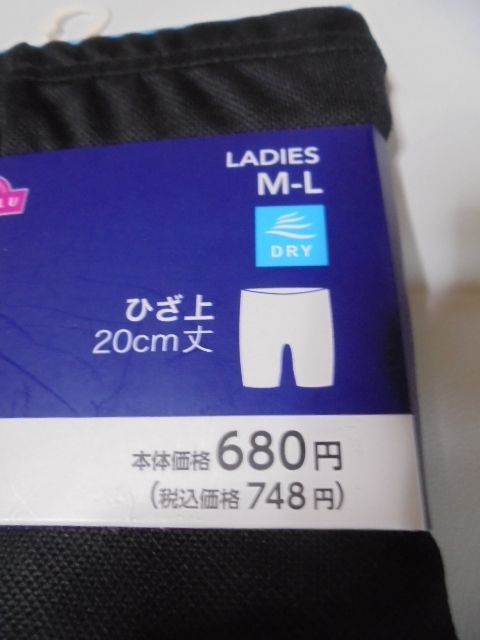 LADIES
M-L
LU
DRY
ひざ上
20cm丈
本体価格 680円
(税込価格 748円)